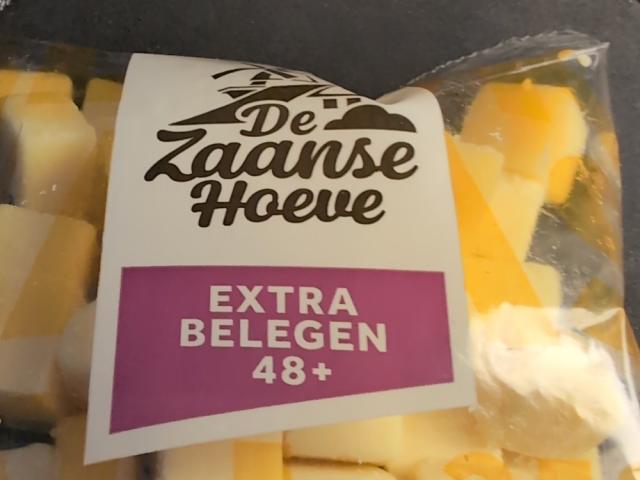 De
Zaanse
Hoeve
EXTRA
BELEGEN
48+